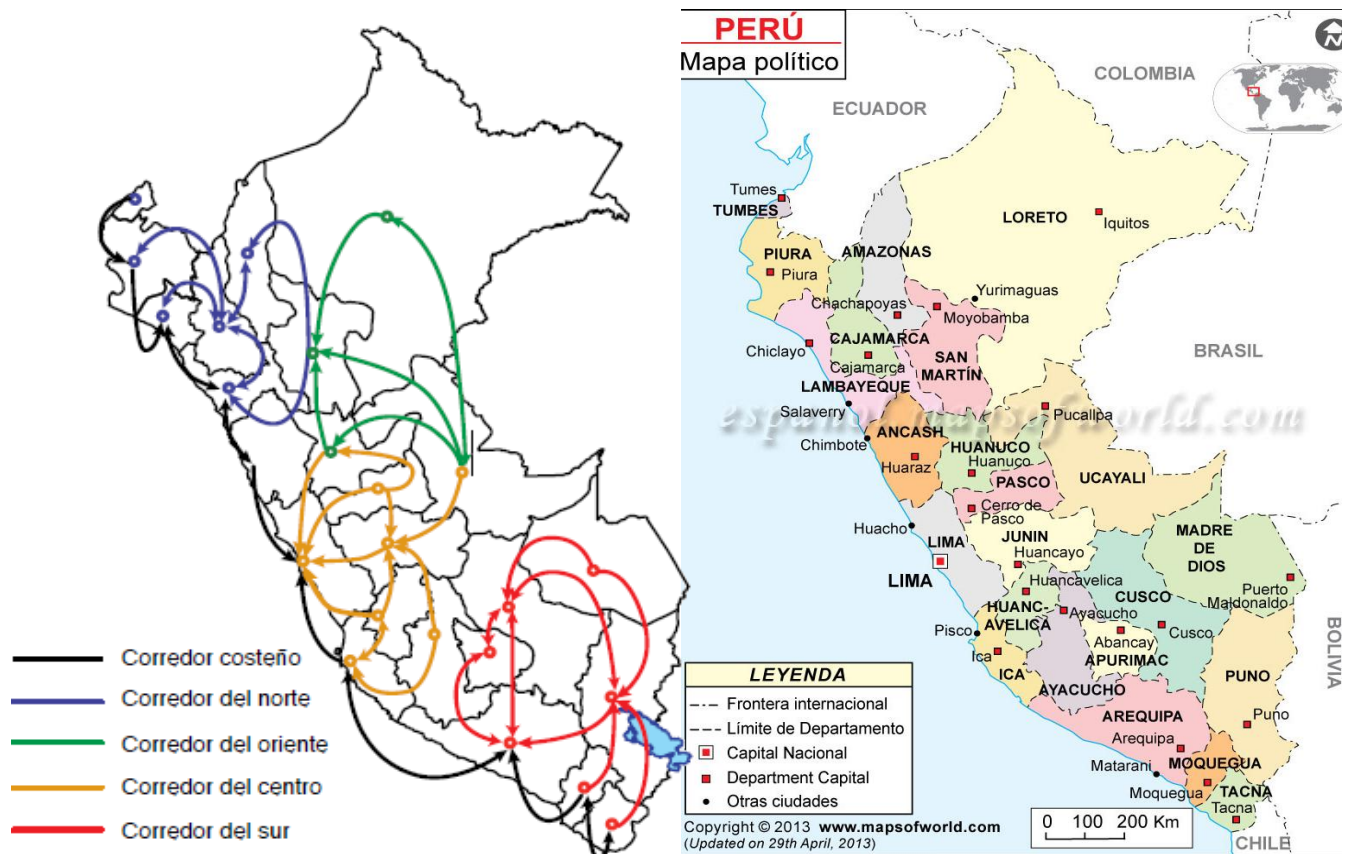 Corredor costeño
Corredor del norte
Corredor del oriente
Corredor del centro
Corredor del sur
PERÚ
Mapa político
N
COLOMBIA
ECUADOR
Tumes
TUMBES
LORETO
Iquitos
PIURA
Piura
AMAZONAS
Yurimaguas
Chachapoyas
Moyobamba
CAJAMARCA
Chiclayo
Cajamarca
SAN
MARTÍN
BRASIL
LAMBAYEQUE
Salaverry
espanol.mapsofworld.com
Pucallpa
ANCASH
Chimbote
HUANUCO
Huanuco
Huaraz
PASCO
UCAYALI
Cerro de
Pasco
Huacho
LIMA
JUNIN
MADRE
DE
DIOS
Huancayo
LIMA
Huancavelica
CUSCO
Puerto
Maldonaldo
HUANC-
AVELICA
Ayacucho
Pisco
Abancay
Cusco
BOLIVIA
Ica
APURIMAC
ICA
AYACUCHO
PUNO
LEYENDA
Frontera internacional
Límite de Departamento
Capital Nacional
Department Capital
Otras ciudades
AREQUIPA
Puno
Arequipa
MOQUEGUA
Matarani
Moquegua
TACNA
Tacna
0 100 200 Km
CHILE
Copyright © 2013 www.mapsofworld.com
(Updated on 29th April, 2013)